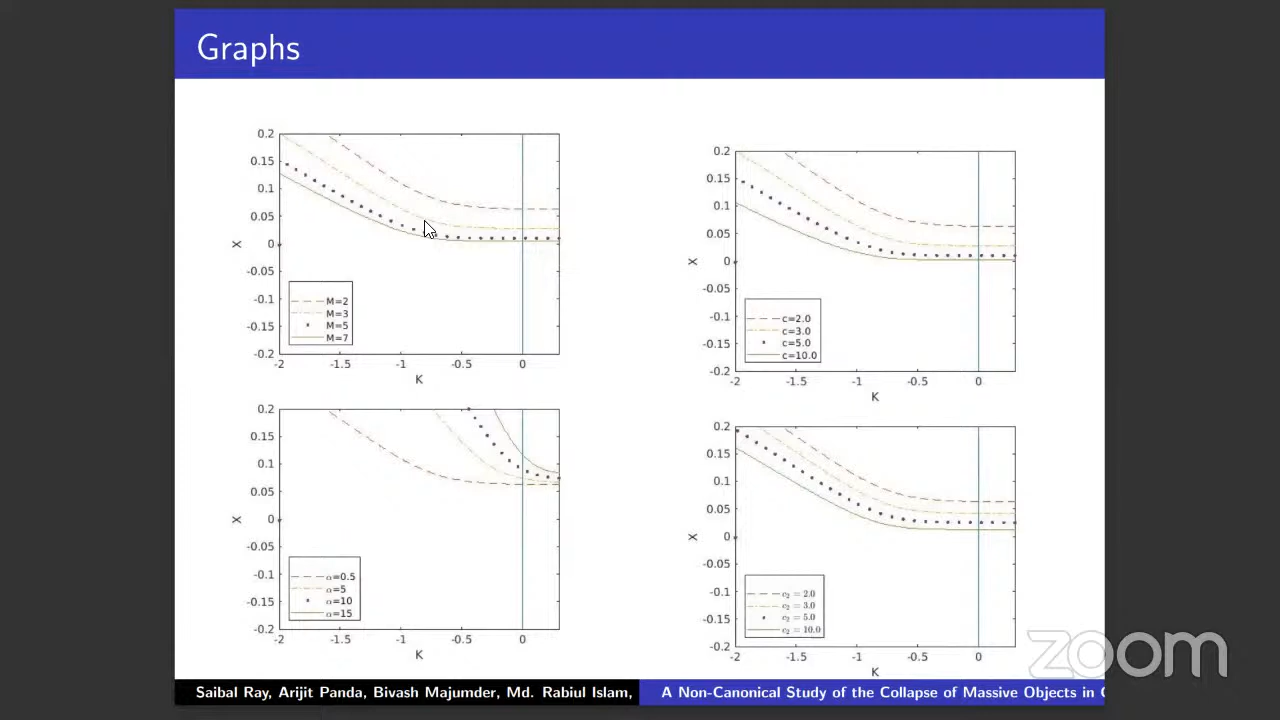 Graphs
0.2
0.15
0.1
0.05
0
-0.05
-0.1
-0.15
-0.2
X
M=2
M=3
M=5
M=7
-2 -1.5 -1 -0.5 0
K
0.2
0.15
0.1
0.05
0
-0.05
-0.1
-0.15
-0.2
X
c=2.0
c=3.0
c=5.0
c=10.0
-2 -1.5 -1 -0.5 0
K
0.2
0.15
0.1
0.05
0
-0.05
-0.1
-0.15
-0.2
X
α=0.5
α=5
α=10
α=15
-2 -1.5 -1 -0.5 0
K
0.2
0.15
0.1
0.05
0
-0.05
-0.1
-0.15
-0.2
X
c₂ = 2.0
c₂ = 3.0
c₂ = 5.0
c₂ = 10.0
-2 -1.5 -1 -0.5 0
K
zoom
Saibal Ray, Arijit Panda, Bivash Majumder, Md. Rabiul Islam, A Non-Canonical Study of the Collapse of Massive Objects in